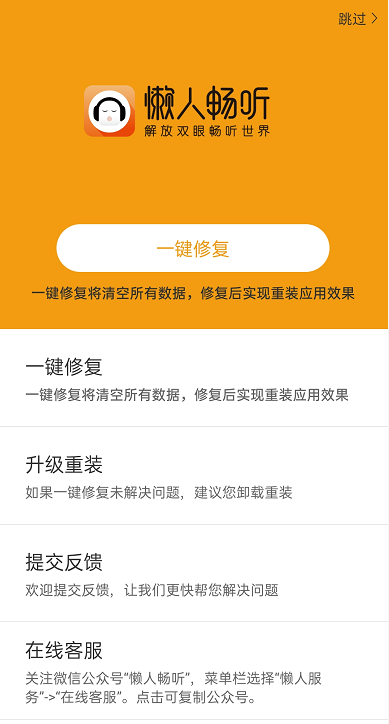 跳过
懒人畅听
解放双眼畅听世界
一键修复
一键修复将清空所有数据，修复后实现重装应用效果
一键修复
一键修复将清空所有数据，修复后实现重装应用效果
升级重装
如果一键修复未解决问题，建议您卸载重装
提交反馈
欢迎提交反馈，让我们更快帮您解决问题
在线客服
关注微信公众号“懒人畅听”，菜单栏选择“懒人服
务”->“在线客服”。点击可复制公众号。